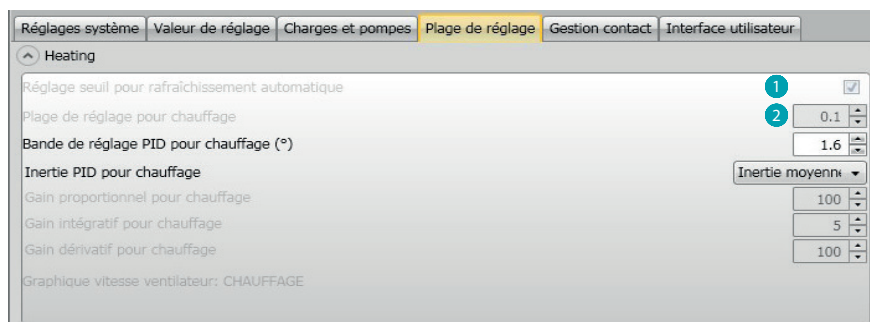 Réglages système Valeur de réglage Charges et pompes Plage de réglage Gestion contact Interface utilisateur
Heating
Réglage seuil pour rafraîchissement automatique 1
Plage de réglage pour chauffage 2 0.1
Bande de réglage PID pour chauffage (°) 1.6
Inertie PID pour chauffage Inertie moyenne
Gain proportionnel pour chauffage 100
Gain intégratif pour chauffage 5
Gain dérivatif pour chauffage 100
Graphique vitesse ventilateur: CHAUFFAGE